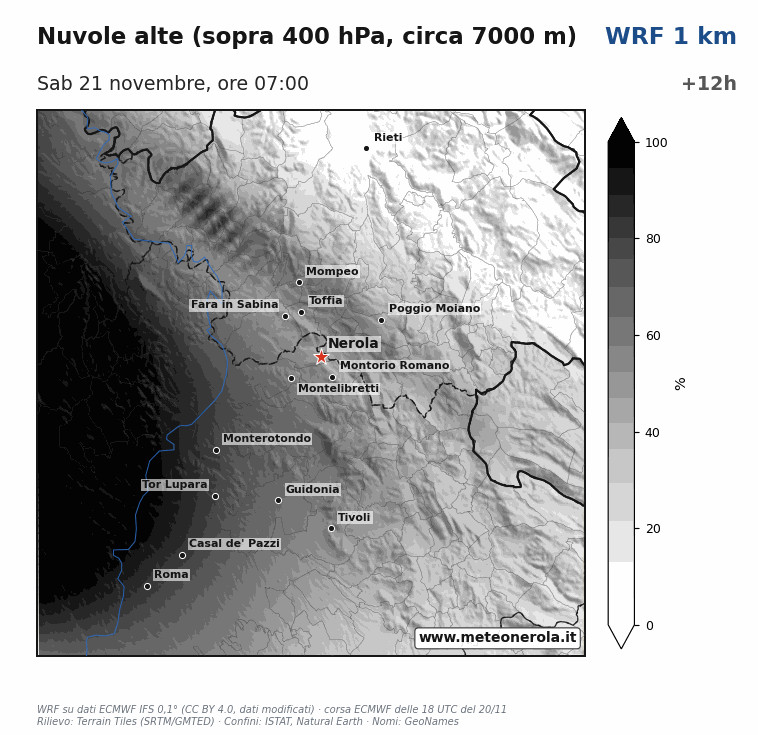 Nuvole alte (sopra 400 hPa, circa 7000 m)
WRF 1 km
Sab 21 novembre, ore 07:00
+12h
Rieti
Mompeo
Fara in Sabina
Toffia
Poggio Moiano
Nerola
Montorio Romano
Montelibretti
Monterotondo
Tor Lupara
Guidonia
Tivoli
Casal de' Pazzi
Roma
www.meteonerola.it
100
80
60
40
20
0
%
WRF su dati ECMWF IFS 0,1° (CC BY 4.0, dati modificati) · corsa ECMWF delle 18 UTC del 20/11
Rilievo: Terrain Tiles (SRTM/GMTED) · Confini: ISTAT, Natural Earth · Nomi: GeoNames